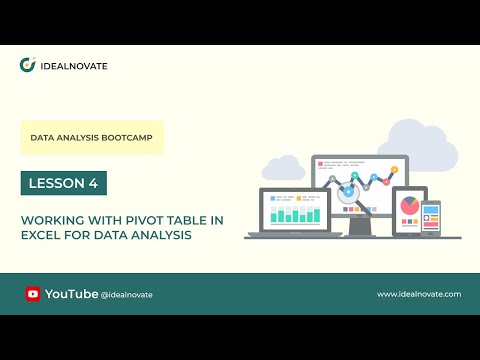 IDEALNOVATE
DATA ANALYSIS BOOTCAMP
LESSON 4
WORKING WITH PIVOT TABLE IN
EXCEL FOR DATA ANALYSIS
YouTube @idealnovate
www.idealnovate.com